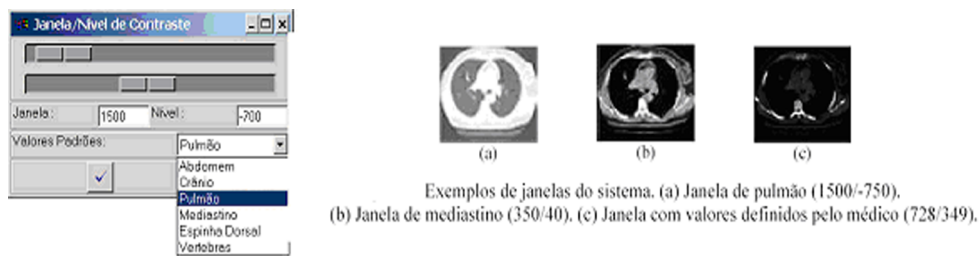 Janela/Nível de Contraste
Janela: 1500 Nível: -700
Valores Padrões: Pulmão
Abdomem
Crânio
Pulmão
Mediastino
Espinha Dorsal
Vertebras
(a) (b) (c)
Exemplos de janelas do sistema. (a) Janela de pulmão (1500/-750).
(b) Janela de mediastino (350/40). (c) Janela com valores definidos pelo médico (728/349).